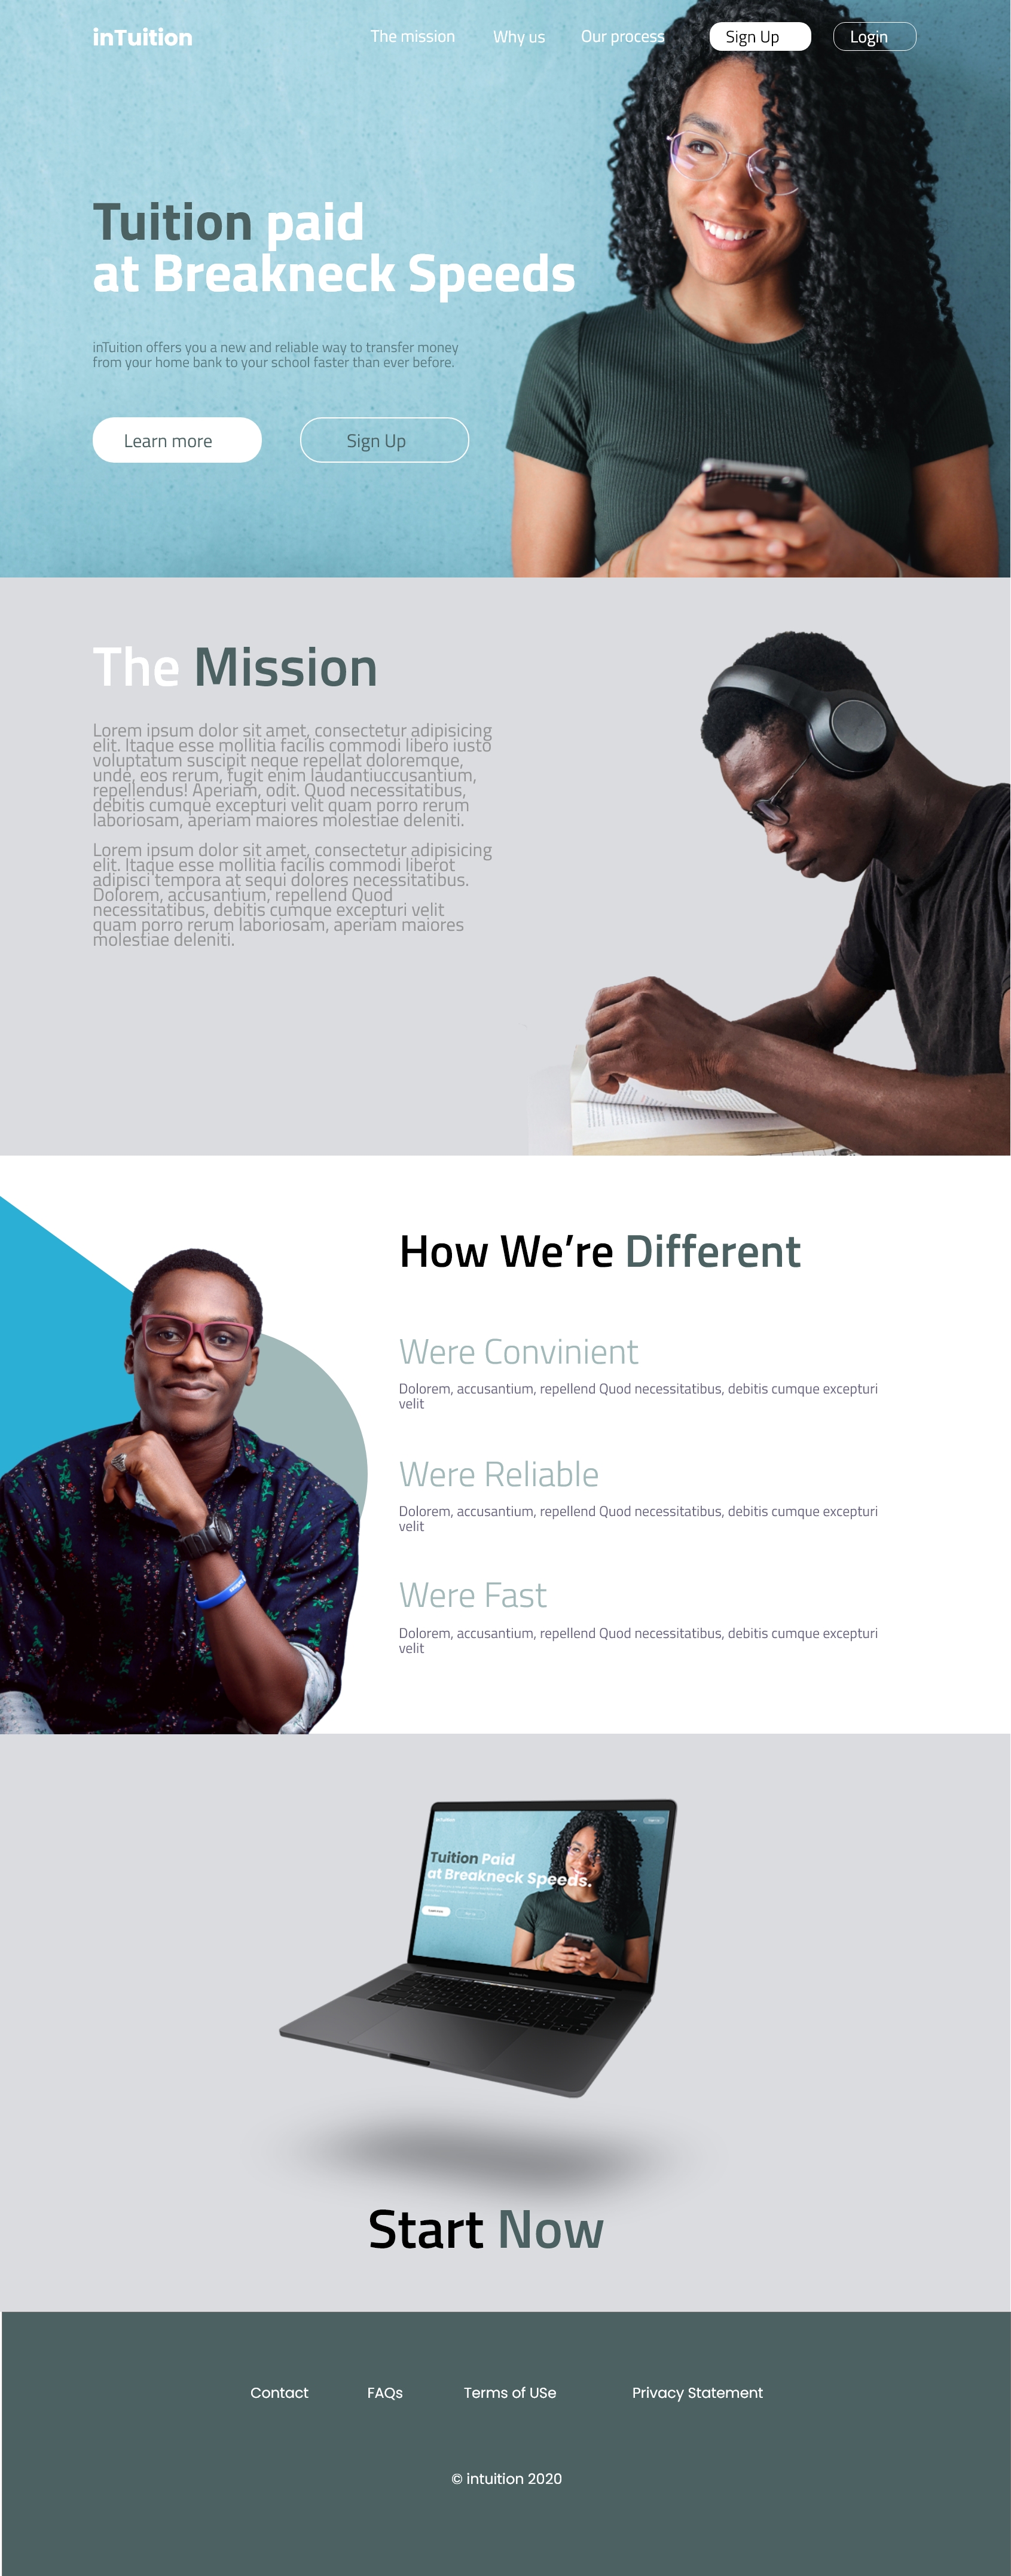 inTuition
The mission Why us Our process Sign Up Login
Tuition paid
at Breakneck Speeds
inTuition offers you a new and reliable way to transfer money
from your home bank to your school faster than ever before.
Learn more Sign Up
The Mission
Lorem ipsum dolor sit amet, consectetur adipisicing
elit. Itaque esse mollitia facilis commodi libero iusto
voluptatum suscipit neque repellat doloremque,
unde, eos rerum, fugit enim laudantiuccusantium,
repellendus! Aperiam, odit. Quod necessitatibus,
debitis cumque excepturi velit quam porro rerum
laboriosam, aperiam maiores molestiae deleniti.
Lorem ipsum dolor sit amet, consectetur adipisicing
elit. Itaque esse mollitia facilis commodi liberot
adipisci tempora at sequi dolores necessitatibus.
Dolorem, accusantium, repellend Quod
necessitatibus, debitis cumque excepturi velit
quam porro rerum laboriosam, aperiam maiores
molestiae deleniti.
How We’re Different
Were Convinient
Dolorem, accusantium, repellend Quod necessitatibus, debitis cumque excepturi
velit
Were Reliable
Dolorem, accusantium, repellend Quod necessitatibus, debitis cumque excepturi
velit
Were Fast
Dolorem, accusantium, repellend Quod necessitatibus, debitis cumque excepturi
velit
Tuition Paid
at Breakneck Speeds.
Start Now
Contact FAQs Terms of USe Privacy Statement
© intuition 2020